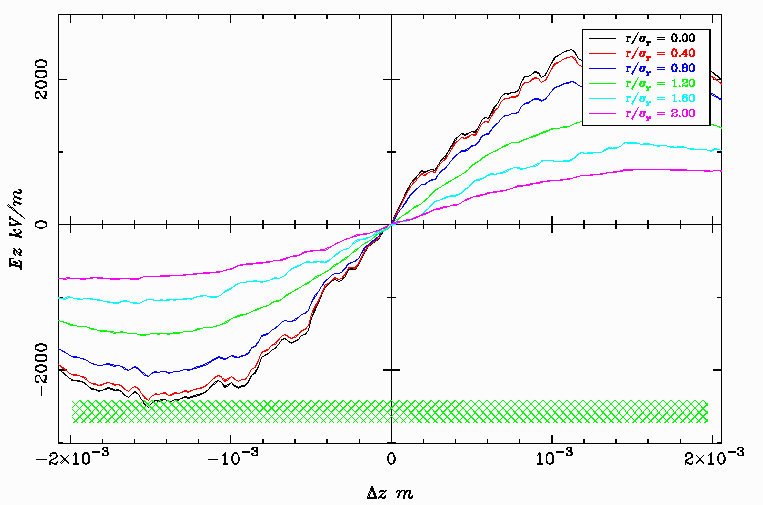 r/σr = 0.00
r/σr = 0.40
r/σr = 0.80
r/σr = 1.20
r/σr = 1.60
r/σr = 2.00
2000
0
−2000
Ez kV/m
−2×10⁻³ −10⁻³ 0 10⁻³ 2×10⁻³
Δz m